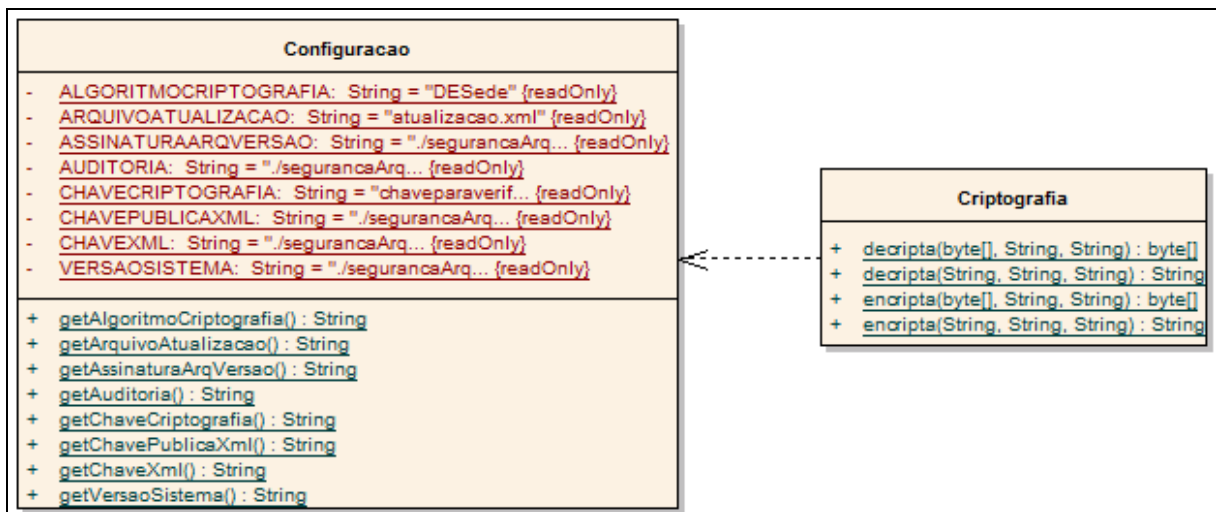 Configuracao
- ALGORITMOCRIPTOGRAFIA: String = "DESede" {readOnly}
- ARQUIVOATUALIZACAO: String = "atualizacao.xml" {readOnly}
- ASSINATURAARQVERSAO: String = "./segurancaArq... {readOnly}
- AUDITORIA: String = "./segurancaArq... {readOnly}
- CHAVECRIPTOGRAFIA: String = "chaveparaverif... {readOnly}
- CHAVEPUBLICAXML: String = "./segurancaArq... {readOnly}
- CHAVEXML: String = "./segurancaArq... {readOnly}
- VERSAOSISTEMA: String = "./segurancaArq... {readOnly}
+ getAlgoritmoCriptografia() : String
+ getArquivoAtualizacao() : String
+ getAssinaturaArqVersao() : String
+ getAuditoria() : String
+ getChaveCriptografia() : String
+ getChavePublicaXml() : String
+ getChaveXml() : String
+ getVersaoSistema() : String
Criptografia
+ decripta(byte[], String, String) : byte[]
+ decripta(String, String, String) : String
+ encripta(byte[], String, String) : byte[]
+ encripta(String, String, String) : String